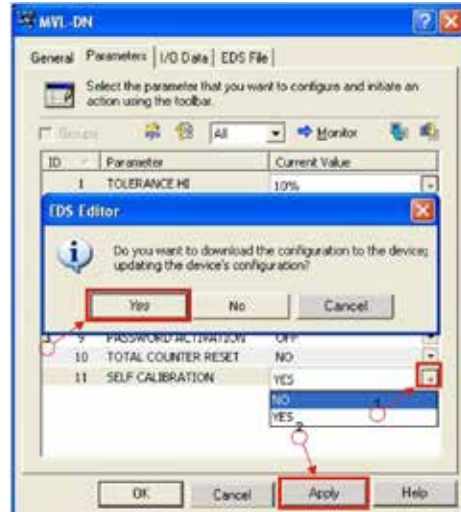 MVL-DN
General Parameters I/O Data EDS File
Select the parameter that you want to configure and initiate an
action using the toolbar.
Groups All Monitor
ID Parameter Current Value
1 TOLERANCE HI 10%
EDS Editor
Do you want to download the configuration to the device;
updating the device's configuration?
Yes No Cancel
3 9 PASSWORD ACTIVATION OFF
10 TOTAL COUNTER RESET NO
11 SELF CALIBRATION YES
NO 1
YES
2
OK Cancel Apply Help